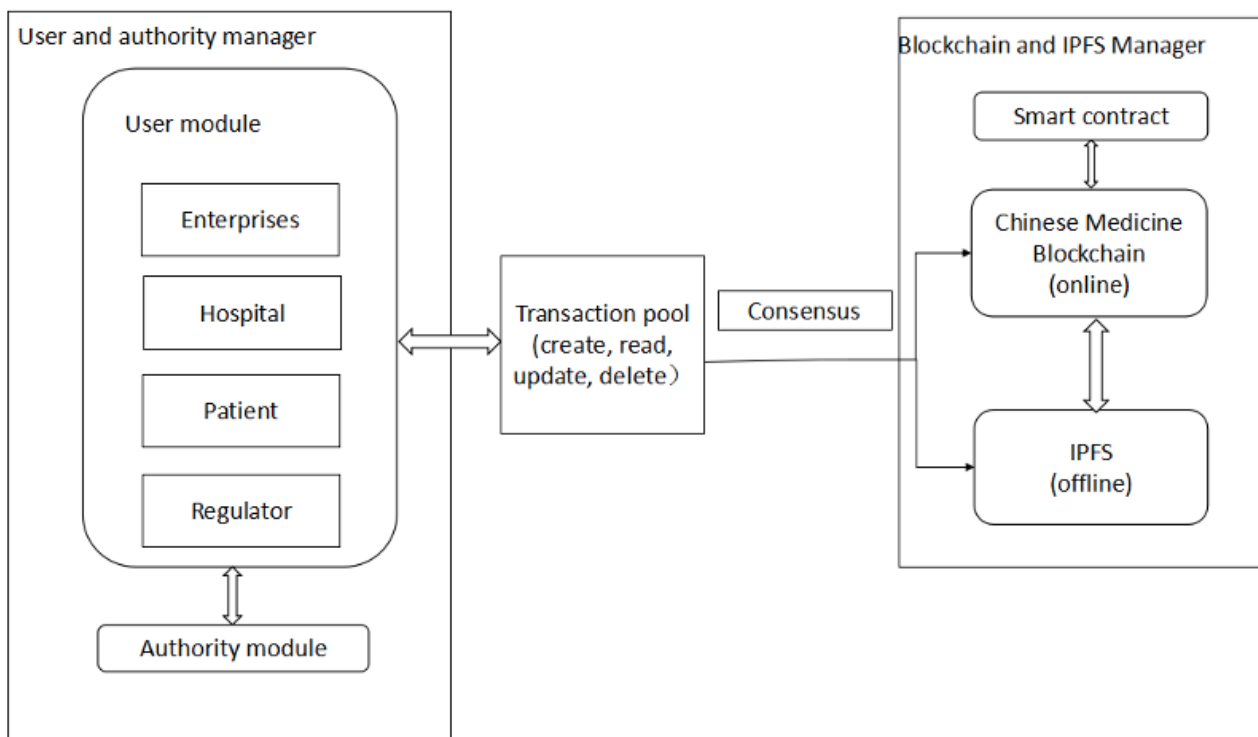 User and authority manager
User module
Enterprises
Hospital
Patient
Regulator
Authority module
Transaction pool
(create, read,
update, delete）
Consensus
Blockchain and IPFS Manager
Smart contract
Chinese Medicine
Blockchain
(online)
IPFS
(offline)